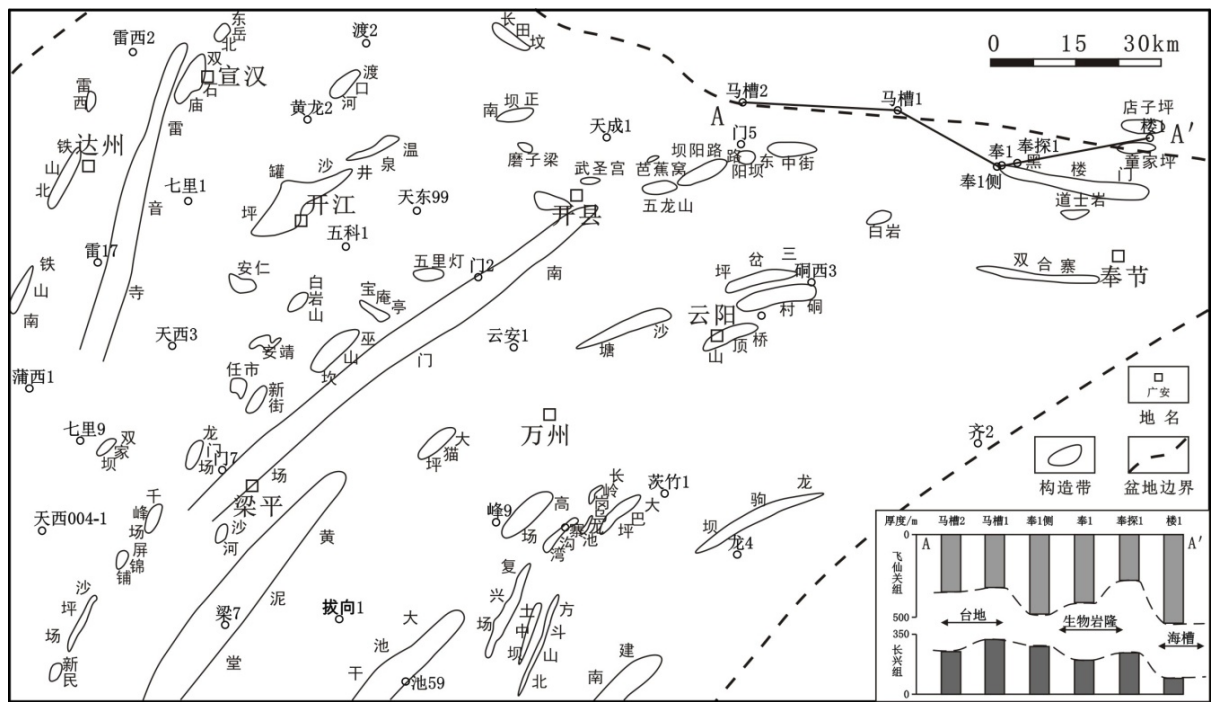 东岳北
雷西2
渡2
长田坟
0 15 30km
双石庙
宣汉
雷西
渡口河
黄龙2
南坝正
马槽2
马槽1
A
店子坪
楼1
A′
达州
铁山北
雷音寺
温泉井
沙罐坪
磨子梁
天成1
武圣宫
芭蕉窝
坝阳路
路阳坝
门5
东
中街
奉1
奉探1
奉1侧
黑楼门
童家坪
七里1
开江
天东99
五科1
开县
五龙山
白岩
道士岩
雷17
铁山南
安仁
白岩山
五里灯
门2
宝庵亭
南门场
三岔坪
硐西3
硐村
双合寨
奉节
天西3
安靖
巫山坎
云安1
沙塘
云阳
桥顶山
蒲西1
任市
新街
万州
广安
地名
七里9
双家坝
龙门场
门7
大猫坪
齐2
构造带
盆地边界
梁平
千峰场
天西004-1
沙河
屏锦铺
黄泥堂
峰9
高场
长岭岗
茨竹1
大巴坪
寨沟湾
龙池
龙驹坝
龙4
沙坪场
新民
梁7
拔向1
大池干
池59
复兴场
土中坝
方斗山北
建南
厚度/m 马槽2 马槽1 奉1侧 奉1 奉探1 楼1
0
A
A′
飞仙关组
500
台地
生物岩隆
海槽
350
长兴组
0